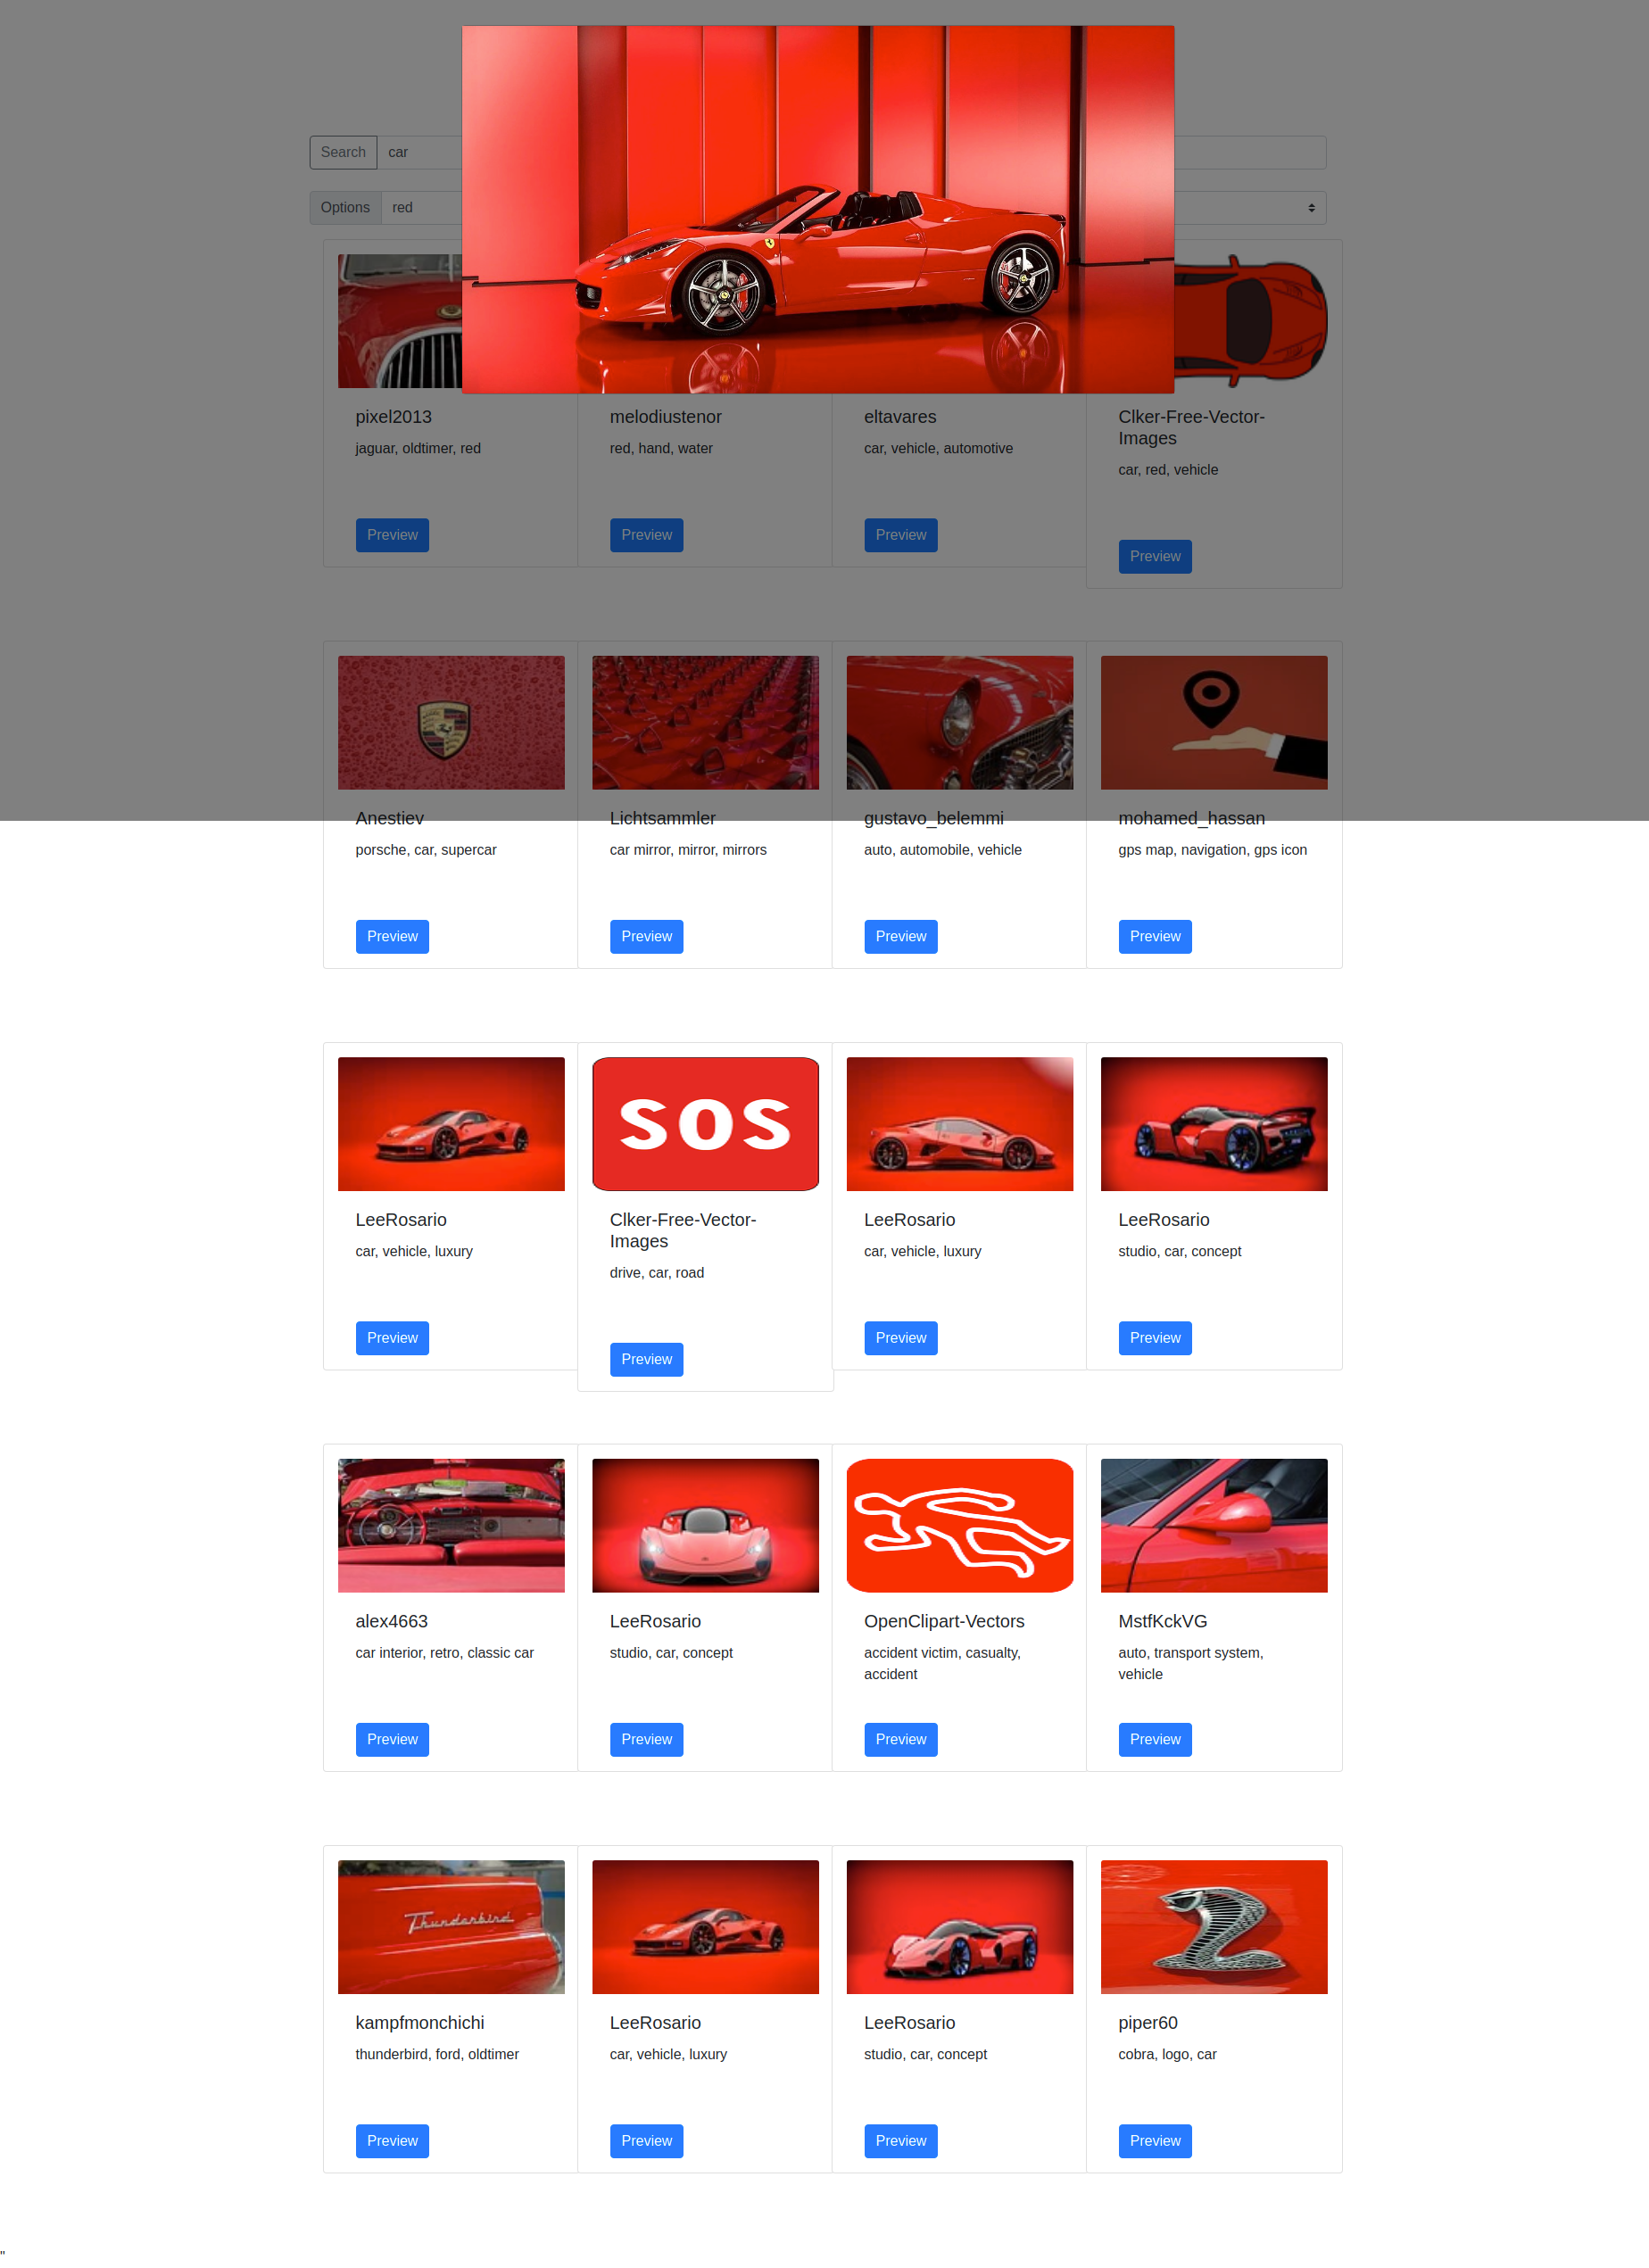 Search car
Options red
pixel2013
jaguar, oldtimer, red
Preview
melodiustenor
red, hand, water
Preview
eltavares
car, vehicle, automotive
Preview
Clker-Free-Vector-
Images
car, red, vehicle
Preview
Anestiev
porsche, car, supercar
Preview
Lichtsammler
car mirror, mirror, mirrors
Preview
gustavo_belemmi
auto, automobile, vehicle
Preview
mohamed_hassan
gps map, navigation, gps icon
Preview
LeeRosario
car, vehicle, luxury
Preview
SOS
Clker-Free-Vector-
Images
drive, car, road
Preview
LeeRosario
car, vehicle, luxury
Preview
LeeRosario
studio, car, concept
Preview
alex4663
car interior, retro, classic car
Preview
LeeRosario
studio, car, concept
Preview
OpenClipart-Vectors
accident victim, casualty,
accident
Preview
MstfKckVG
auto, transport system,
vehicle
Preview
Thunderbird
kampfmonchichi
thunderbird, ford, oldtimer
Preview
LeeRosario
car, vehicle, luxury
Preview
LeeRosario
studio, car, concept
Preview
piper60
cobra, logo, car
Preview
"